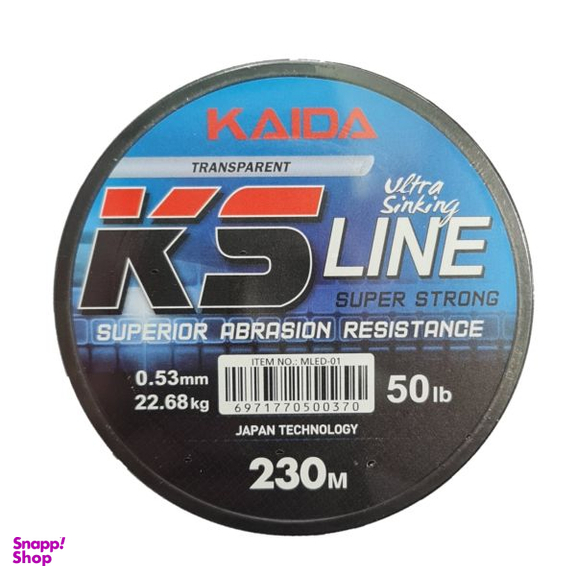 KAIDA
TRANSPARENT
KS LINE
Ultra
Sinking
SUPER STRONG
SUPERIOR ABRASION RESISTANCE
ITEM NO.: MLED-01
0.53mm
22.68kg
6971770500370
50lb
JAPAN TECHNOLOGY
230M
Snapp!
Shop